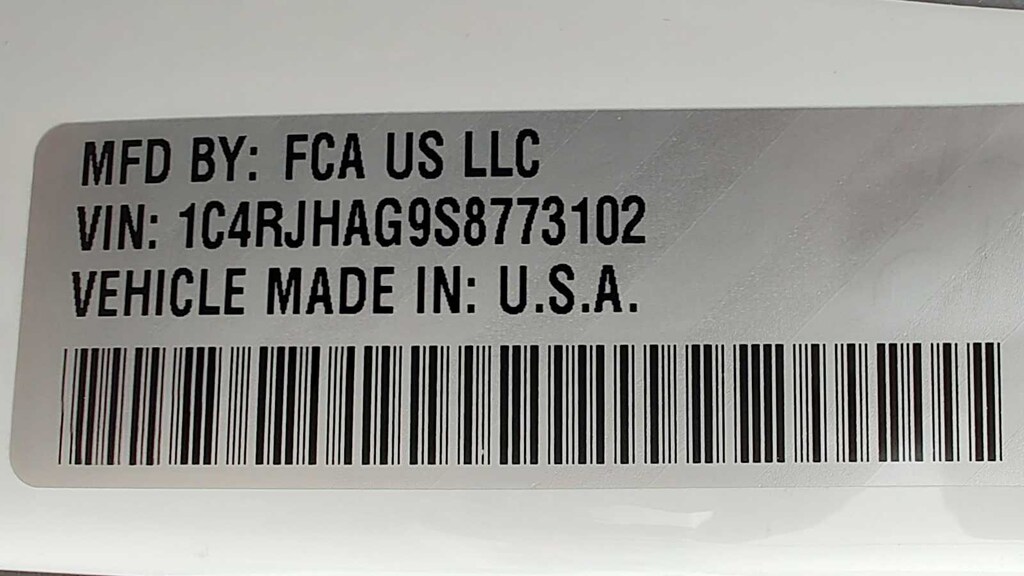 MFD BY: FCA US LLC
VIN: 1C4RJHAG9S8773102
VEHICLE MADE IN: U.S.A.